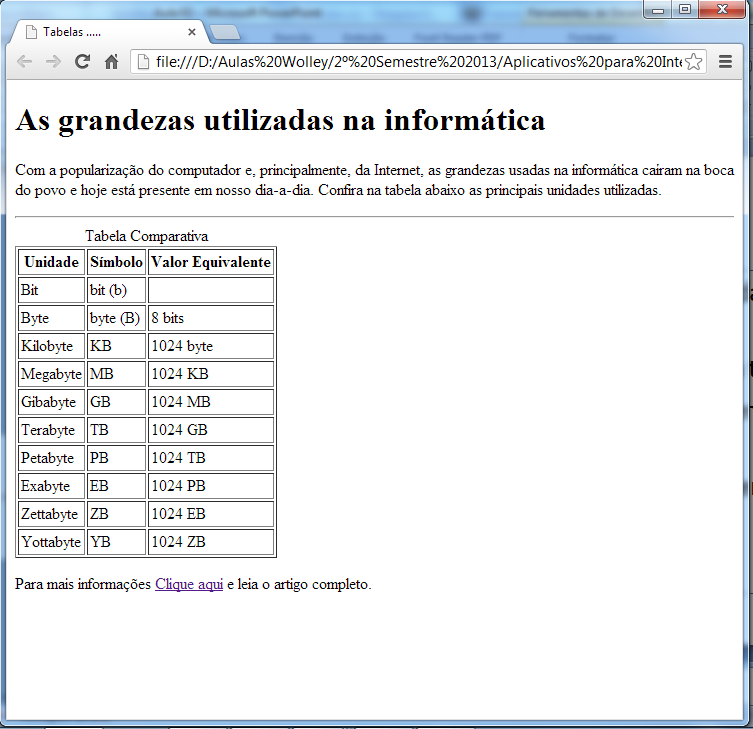 Tabelas .....
file:///D:/Aulas%20Wolley/2º%20Semestre%202013/Aplicativos%20para%20Inte
As grandezas utilizadas na informática
Com a popularização do computador e, principalmente, da Internet, as grandezas usadas na informática caíram na boca
do povo e hoje está presente em nosso dia-a-dia. Confira na tabela abaixo as principais unidades utilizadas.
Tabela Comparativa
Unidade Símbolo Valor Equivalente
Bit bit (b)
Byte byte (B) 8 bits
Kilobyte KB 1024 byte
Megabyte MB 1024 KB
Gibabyte GB 1024 MB
Terabyte TB 1024 GB
Petabyte PB 1024 TB
Exabyte EB 1024 PB
Zettabyte ZB 1024 EB
Yottabyte YB 1024 ZB
Para mais informações Clique aqui e leia o artigo completo.